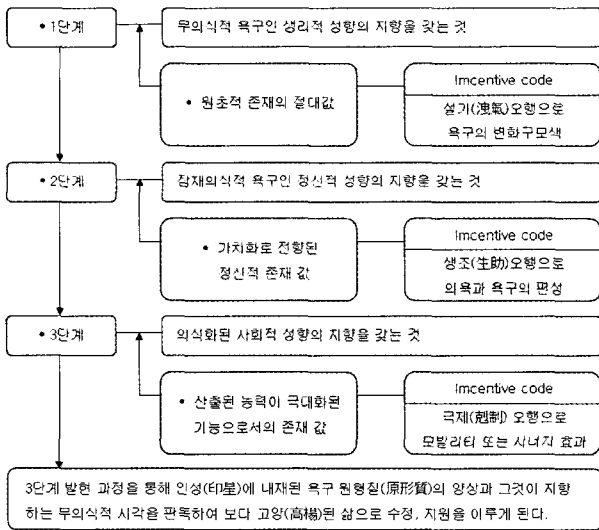 • 1단계
무의식적 욕구인 생리적 성향의 지향을 갖는 것
• 원초적 존재의 절대값
Imcentive code
설기(洩氣)오행으로
욕구의 변화구모색
• 2단계
잠재의식적 욕구인 정신적 성향의 지향을 갖는 것
• 가치화로 전향된
정신적 존재 값
Imcentive code
생조(生助)오행으로
의욕과 욕구의 편성
• 3단계
의식화된 사회적 성향의 지향을 갖는 것
• 산출된 능력이 극대화된
기능으로서의 존재 값
Imcentive code
극제(剋制) 오행으로
모빌리티 또는 시너지 효과
3단계 발현 과정을 통해 인성(印星)에 내재된 욕구 원형질(原形質)의 양상과 그것이 지향
하는 무의식적 시각을 판독하여 보다 고양(高楊)된 삶으로 수정, 지원을 이루게 된다.